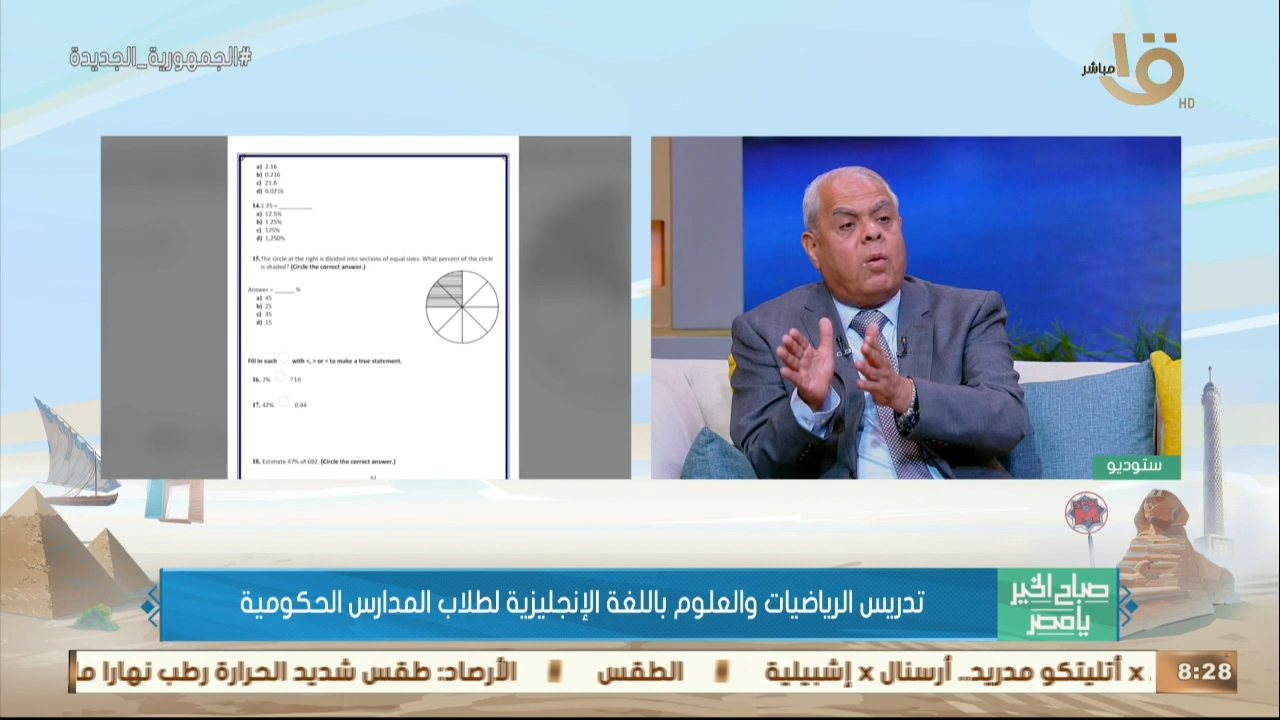 #الجمهورية_الجديدة
مباشر
HD
a) 2.16
b) 0.216
c) 21.6
d) 0.0216
14. 1.25 = ________
a) 12.5%
b) 1.25%
c) 125%
d) 1,250%
15. The circle at the right is divided into sections of equal sizes. What percent of the circle
is shaded? (Circle the correct answer.)
Answer = _____ %
a) 45
b) 25
c) 35
d) 15
Fill in each with <, > or = to make a true statement.
16. 7% 710
17. 42% 0.44
18. Estimate 47% of 692. (Circle the correct answer.)
63
ستوديو
صباح الخير
يا مصر
تدريس الرياضيات والعلوم باللغة الإنجليزية لطلاب المدارس الحكومية
8:28
x أتليتكو مدريد.. أرسنال x إشبيلية الطقس الأرصاد: طقس شديد الحرارة رطب نهارا ما